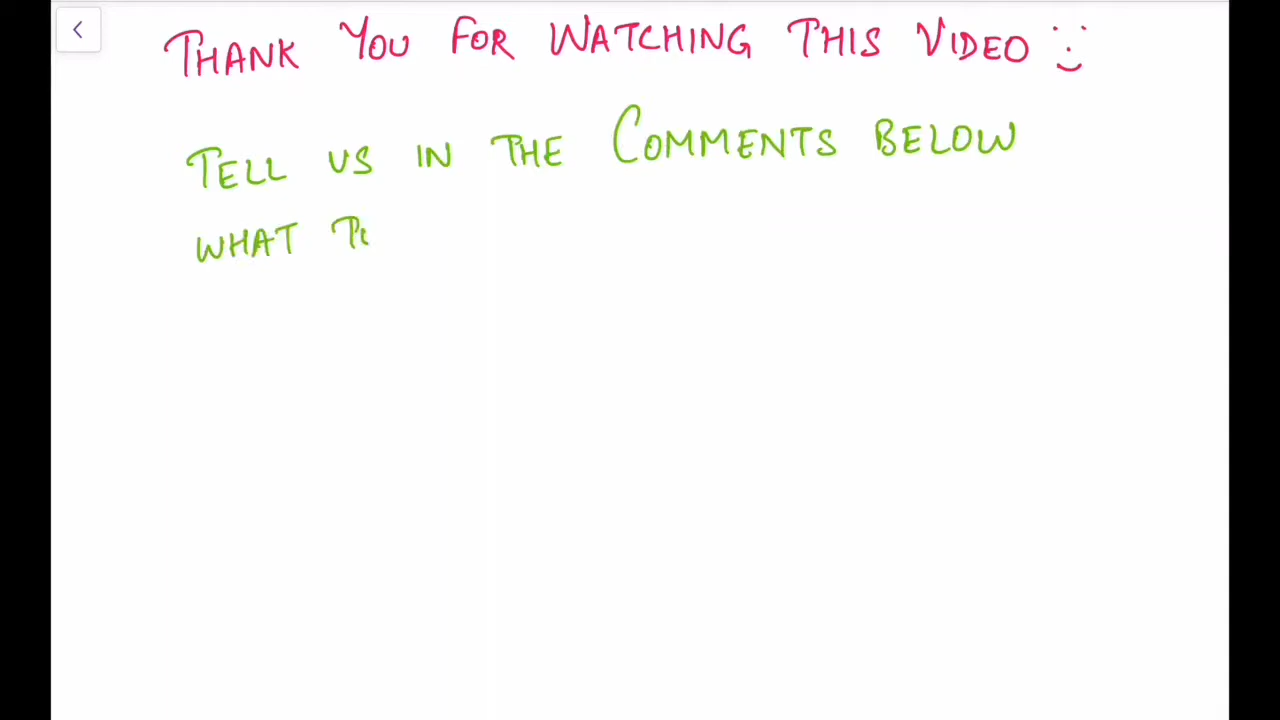 THANK YOU FOR WATCHING THIS VIDEO
TELL US IN THE COMMENTS BELOW
WHAT